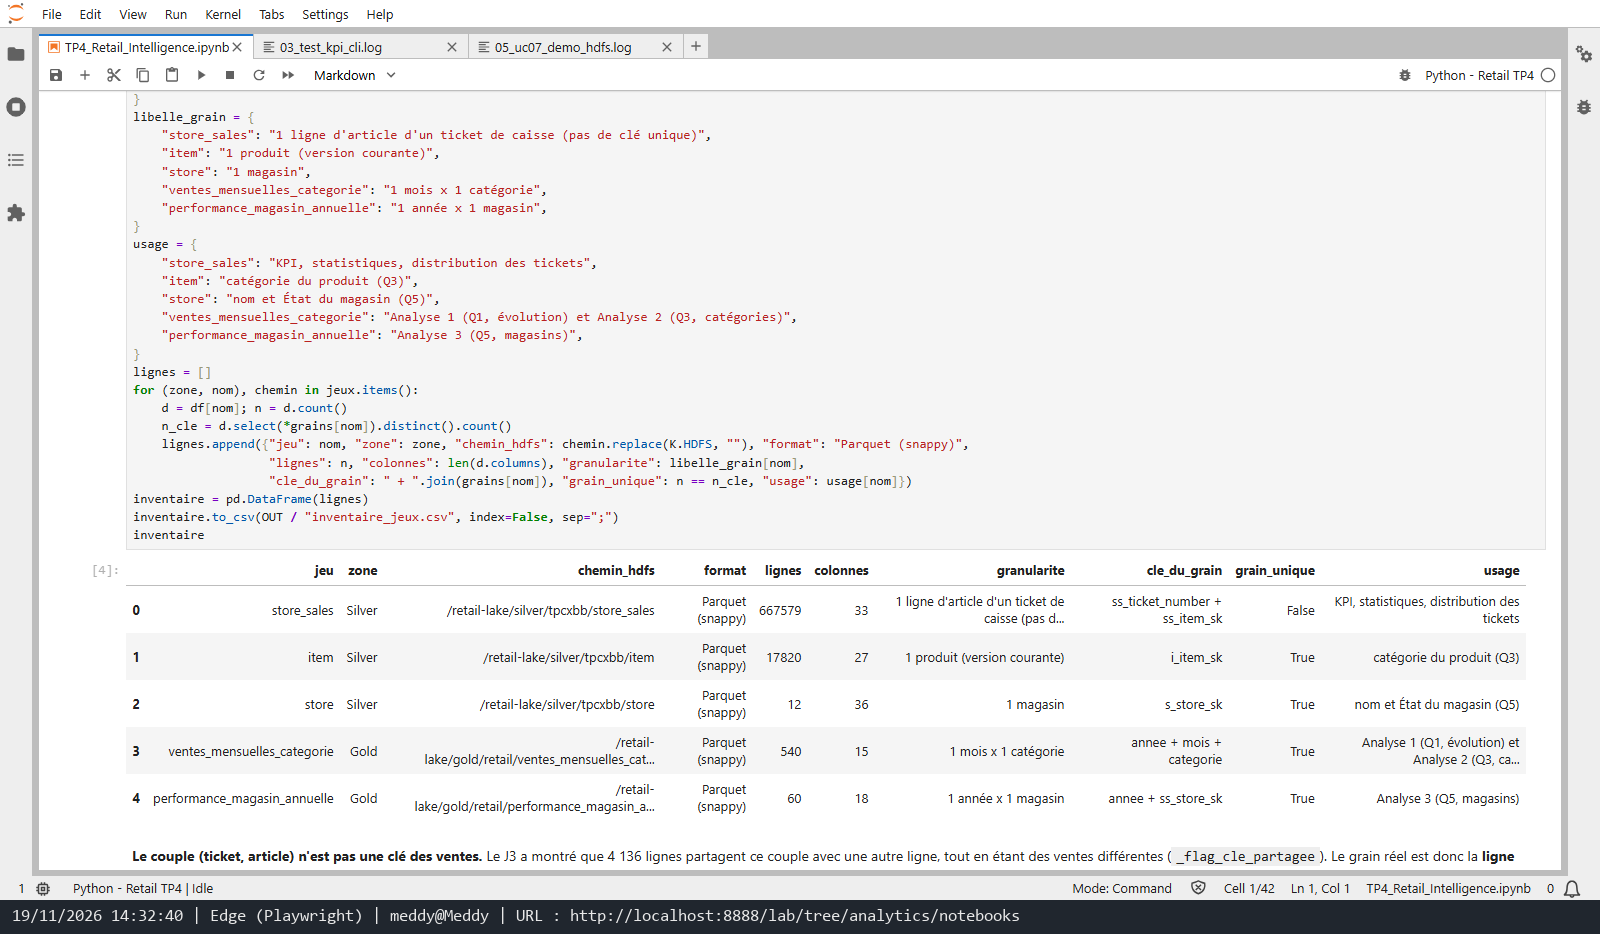 File Edit View Run Kernel Tabs Settings Help
TP4_Retail_Intelligence.ipynb 03_test_kpi_cli.log 05_uc07_demo_hdfs.log
Markdown Python - Retail TP4
}
libelle_grain = {
"store_sales": "1 ligne d'article d'un ticket de caisse (pas de clé unique)",
"item": "1 produit (version courante)",
"store": "1 magasin",
"ventes_mensuelles_categorie": "1 mois x 1 catégorie",
"performance_magasin_annuelle": "1 année x 1 magasin",
}
usage = {
"store_sales": "KPI, statistiques, distribution des tickets",
"item": "catégorie du produit (Q3)",
"store": "nom et État du magasin (Q5)",
"ventes_mensuelles_categorie": "Analyse 1 (Q1, évolution) et Analyse 2 (Q3, catégories)",
"performance_magasin_annuelle": "Analyse 3 (Q5, magasins)",
}
lignes = []
for (zone, nom), chemin in jeux.items():
d = df[nom]; n = d.count()
n_cle = d.select(*grains[nom]).distinct().count()
lignes.append({"jeu": nom, "zone": zone, "chemin_hdfs": chemin.replace(K.HDFS, ""), "format": "Parquet (snappy)",
"lignes": n, "colonnes": len(d.columns), "granularite": libelle_grain[nom],
"cle_du_grain": " + ".join(grains[nom]), "grain_unique": n == n_cle, "usage": usage[nom]})
inventaire = pd.DataFrame(lignes)
inventaire.to_csv(OUT / "inventaire_jeux.csv", index=False, sep=";")
inventaire
[4]:
jeu zone chemin_hdfs format lignes colonnes granularite cle_du_grain grain_unique usage
0 store_sales Silver /retail-lake/silver/tpcxbb/store_sales Parquet (snappy) 667579 33 1 ligne d'article d'un ticket de caisse (pas d... ss_ticket_number + ss_item_sk False KPI, statistiques, distribution des tickets
1 item Silver /retail-lake/silver/tpcxbb/item Parquet (snappy) 17820 27 1 produit (version courante) i_item_sk True catégorie du produit (Q3)
2 store Silver /retail-lake/silver/tpcxbb/store Parquet (snappy) 12 36 1 magasin s_store_sk True nom et État du magasin (Q5)
3 ventes_mensuelles_categorie Gold /retail-lake/gold/retail/ventes_mensuelles_cat... Parquet (snappy) 540 15 1 mois x 1 catégorie annee + mois + categorie True Analyse 1 (Q1, évolution) et Analyse 2 (Q3, ca...
4 performance_magasin_annuelle Gold /retail-lake/gold/retail/performance_magasin_a... Parquet (snappy) 60 18 1 année x 1 magasin annee + ss_store_sk True Analyse 3 (Q5, magasins)
Le couple (ticket, article) n'est pas une clé des ventes. Le J3 a montré que 4 136 lignes partagent ce couple avec une autre ligne, tout en étant des ventes différentes ( _flag_cle_partagee ). Le grain réel est donc la ligne
1 Python - Retail TP4 | Idle Mode: Command Cell 1/42 Ln 1, Col 1 TP4_Retail_Intelligence.ipynb 0
19/11/2026 14:32:40 | Edge (Playwright) | meddy@Meddy | URL : http://localhost:8888/lab/tree/analytics/notebooks